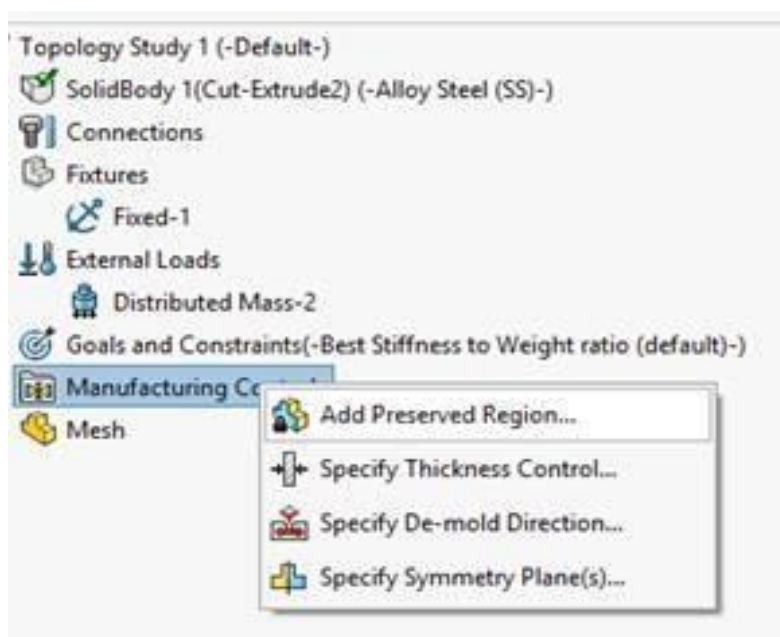 Topology Study 1 (-Default-)
SolidBody 1(Cut-Extrude2) (-Alloy Steel (SS)-)
Connections
Fixtures
Fixed-1
External Loads
Distributed Mass-2
Goals and Constraints(-Best Stiffness to Weight ratio (default)-)
Manufacturing
Add Preserved Region...
Mesh
Specify Thickness Control...
Specify De-mold Direction...
Specify Symmetry Plane(s)...